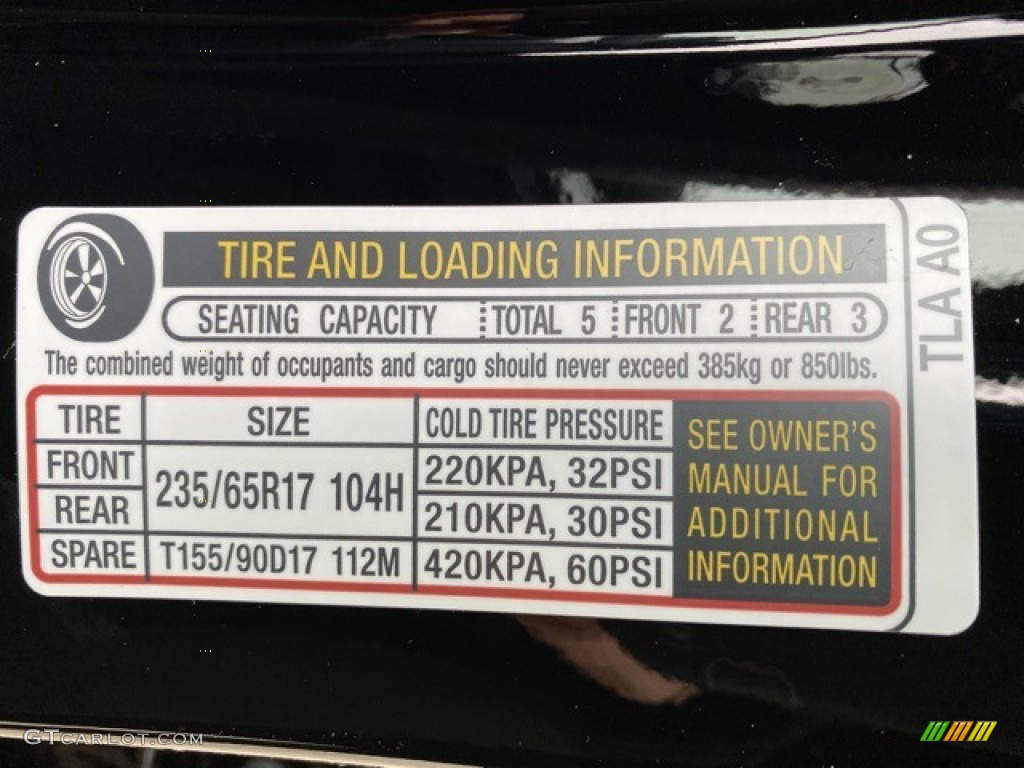 TIRE AND LOADING INFORMATION
SEATING CAPACITY TOTAL 5 FRONT 2 REAR 3
The combined weight of occupants and cargo should never exceed 385kg or 850lbs.
TIRE SIZE COLD TIRE PRESSURE
FRONT 235/65R17 104H 220KPA, 32PSI
REAR 210KPA, 30PSI
SPARE T155/90D17 112M 420KPA, 60PSI
SEE OWNER'S
MANUAL FOR
ADDITIONAL
INFORMATION
TLA A0
GTcarlot.com